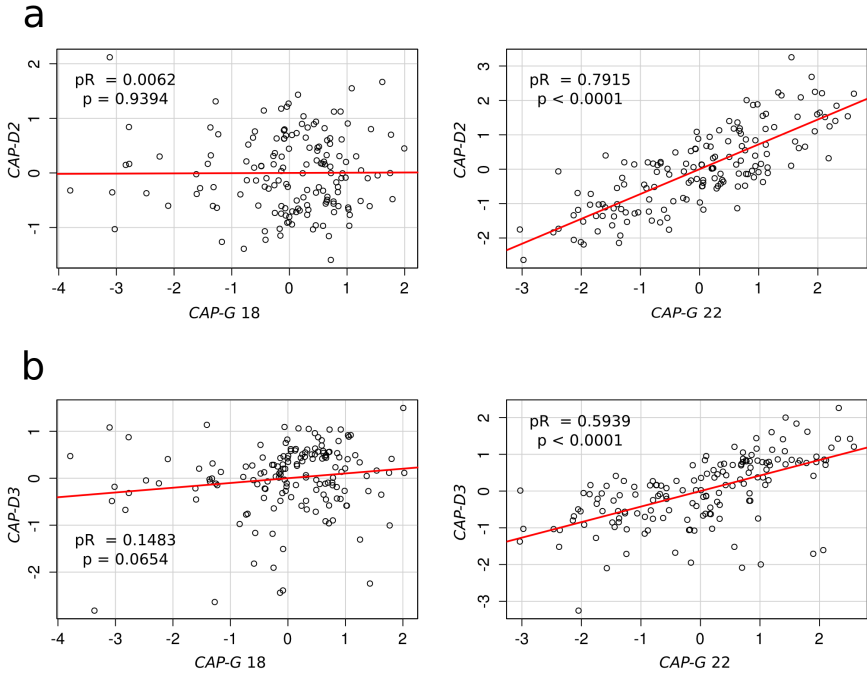 a
CAP-D2
2
1
0
-1
pR = 0.0062
p = 0.9394
-4 -3 -2 -1 0 1 2
CAP-G 18
CAP-D2
3
2
1
0
-1
-2
pR = 0.7915
p < 0.0001
-3 -2 -1 0 1 2
CAP-G 22
b
CAP-D3
1
0
-1
-2
pR = 0.1483
p = 0.0654
-4 -3 -2 -1 0 1 2
CAP-G 18
CAP-D3
2
1
0
-1
-2
-3
pR = 0.5939
p < 0.0001
-3 -2 -1 0 1 2
CAP-G 22